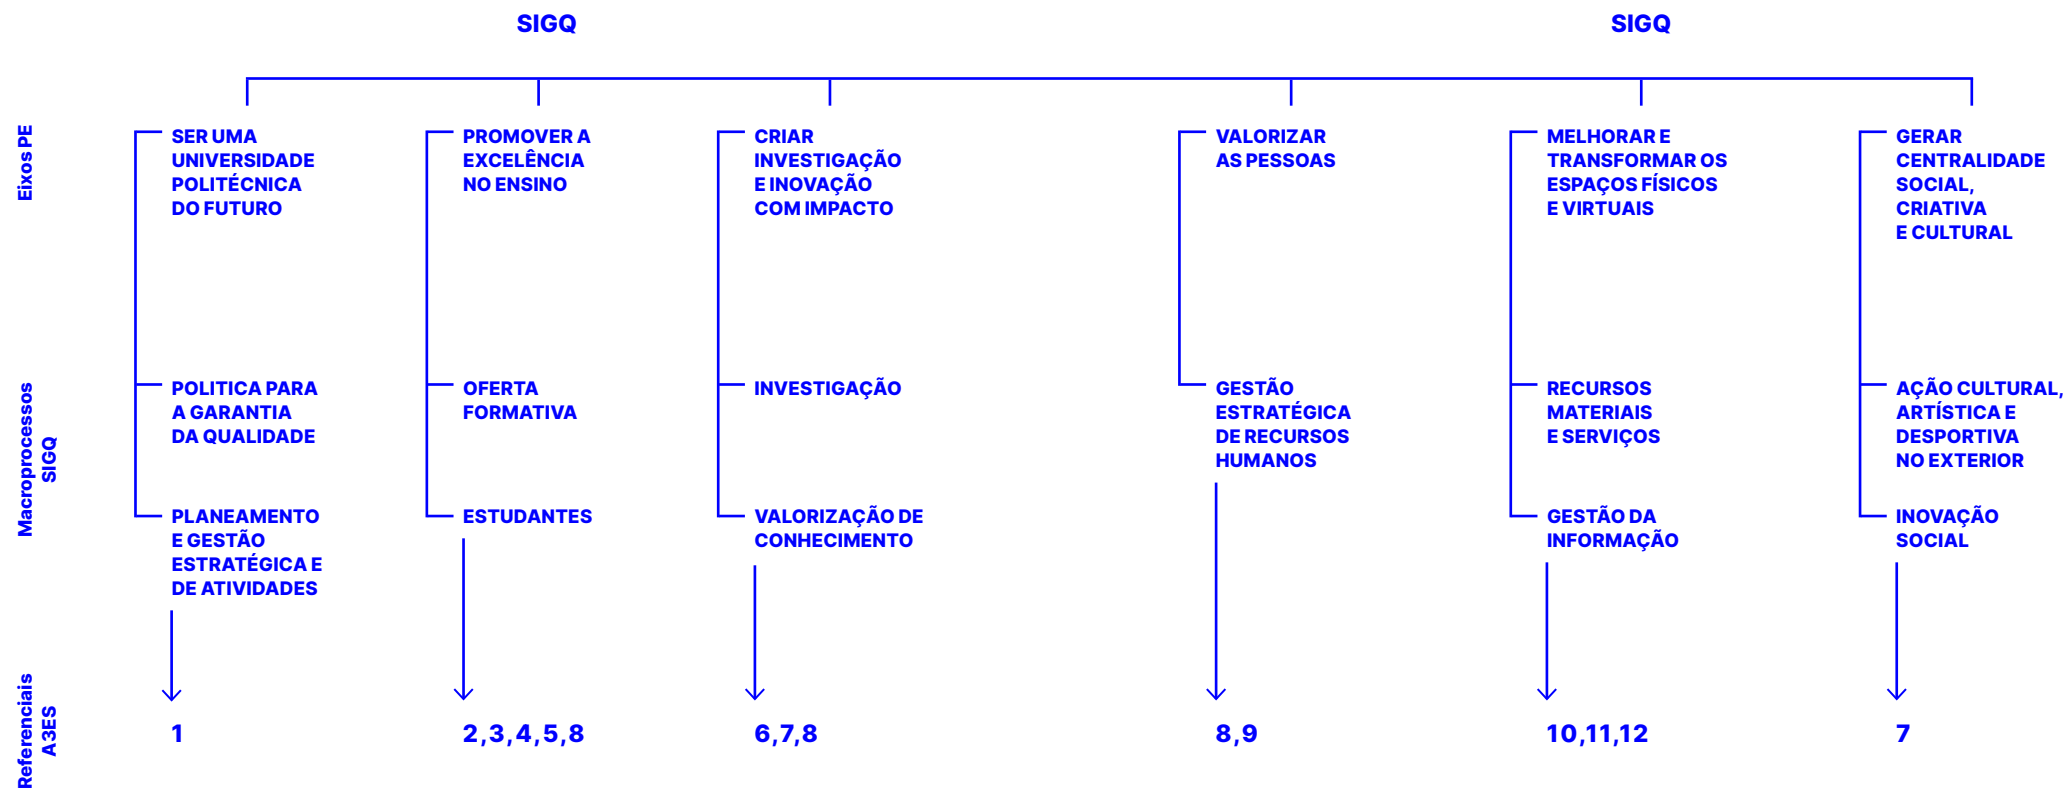 SIGQ
SIGQ
Eixos PE
SER UMA
UNIVERSIDADE
POLITÉCNICA
DO FUTURO
PROMOVER A
EXCELÊNCIA
NO ENSINO
CRIAR
INVESTIGAÇÃO
E INOVAÇÃO
COM IMPACTO
VALORIZAR
AS PESSOAS
MELHORAR E
TRANSFORMAR OS
ESPAÇOS FÍSICOS
E VIRTUAIS
GERAR
CENTRALIDADE
SOCIAL,
CRIATIVA
E CULTURAL
Macroprocessos
SIGQ
POLITICA PARA
A GARANTIA
DA QUALIDADE
OFERTA
FORMATIVA
INVESTIGAÇÃO
GESTÃO
ESTRATÉGICA
DE RECURSOS
HUMANOS
RECURSOS
MATERIAIS
E SERVIÇOS
AÇÃO CULTURAL,
ARTÍSTICA E
DESPORTIVA
NO EXTERIOR
PLANEAMENTO
E GESTÃO
ESTRATÉGICA E
DE ATIVIDADES
ESTUDANTES
VALORIZAÇÃO DE
CONHECIMENTO
GESTÃO DA
INFORMAÇÃO
INOVAÇÃO
SOCIAL
Referenciais
A3ES
1
2,3,4,5,8
6,7,8
8,9
10,11,12
7